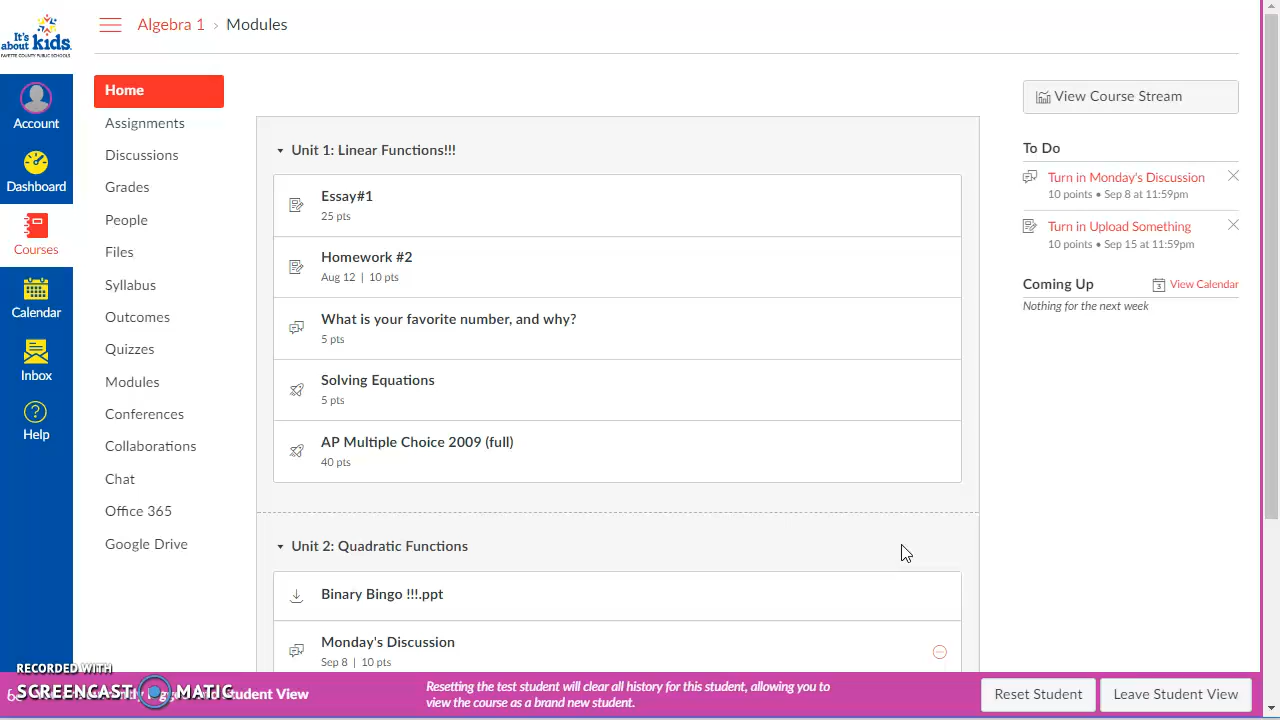 It's
about kids.
FAYETTE COUNTY PUBLIC SCHOOLS
Algebra 1 › Modules
Account
Dashboard
Courses
Calendar
Inbox
Help
Home
Assignments
Discussions
Grades
People
Files
Syllabus
Outcomes
Quizzes
Modules
Conferences
Collaborations
Chat
Office 365
Google Drive
Unit 1: Linear Functions!!!
Essay#1
25 pts
Homework #2
Aug 12 | 10 pts
What is your favorite number, and why?
5 pts
Solving Equations
5 pts
AP Multiple Choice 2009 (full)
40 pts
Unit 2: Quadratic Functions
Binary Bingo !!!.ppt
Monday's Discussion
Sep 8 | 10 pts
View Course Stream
To Do
Turn in Monday's Discussion
10 points • Sep 8 at 11:59pm
Turn in Upload Something
10 points • Sep 15 at 11:59pm
Coming Up
3
View Calendar
Nothing for the next week
RECORDED WITH
SCREENCAST MATIC
Student View
Resetting the test student will clear all history for this student, allowing you to
view the course as a brand new student.
Reset Student
Leave Student View